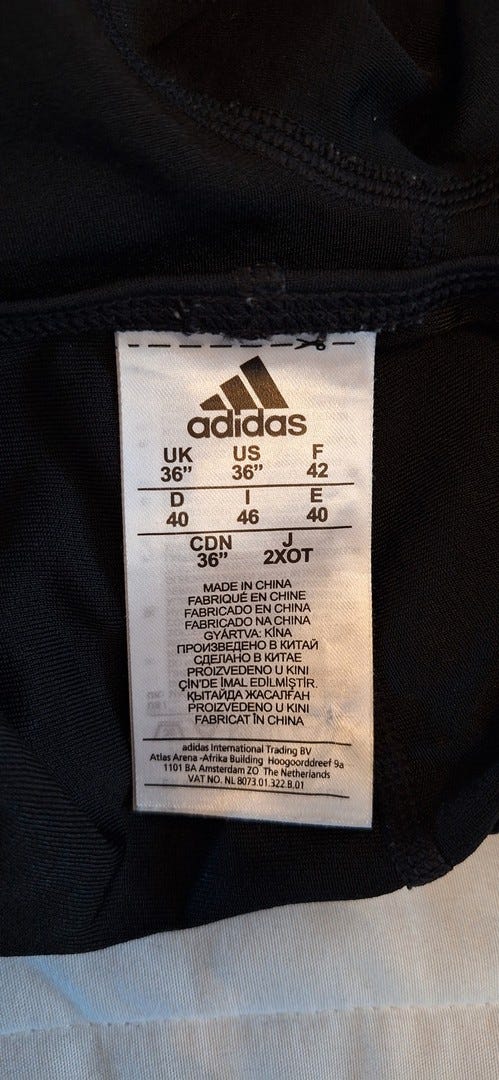 adidas
UK US F
36” 36” 42
D I E
40 46 40
CDN J
36” 2XOT
MADE IN CHINA
FABRIQUÉ EN CHINE
FABRICADO EN CHINA
FABRICADO NA CHINA
GYÁRTVA: KÍNA
ПРОИЗВЕДЕНО В КИТАЙ
СДЕЛАНО В КИТАЕ
PROIZVEDENO U KINI
ÇIN'DE İMAL EDİLMİŞTİR.
ҚЫТАЙДА ЖАСАЛҒАН
PROIZVEDENO U KINI
FABRICAT ÎN CHINA
adidas International Trading BV
Atlas Arena -Afrika Building Hoogoorddreef 9a
1101 BA Amsterdam ZO The Netherlands
VAT NO. NL 8073.01.322.B.01